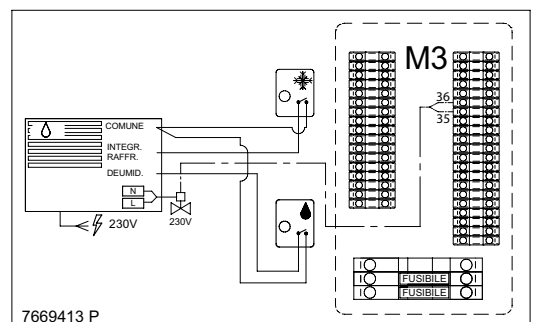 M3
36
35
COMUNE
INTEGR.
RAFFR.
DEUMID.
N
L
230V
230V
FUSIBILE
FUSIBILE
7669413 P